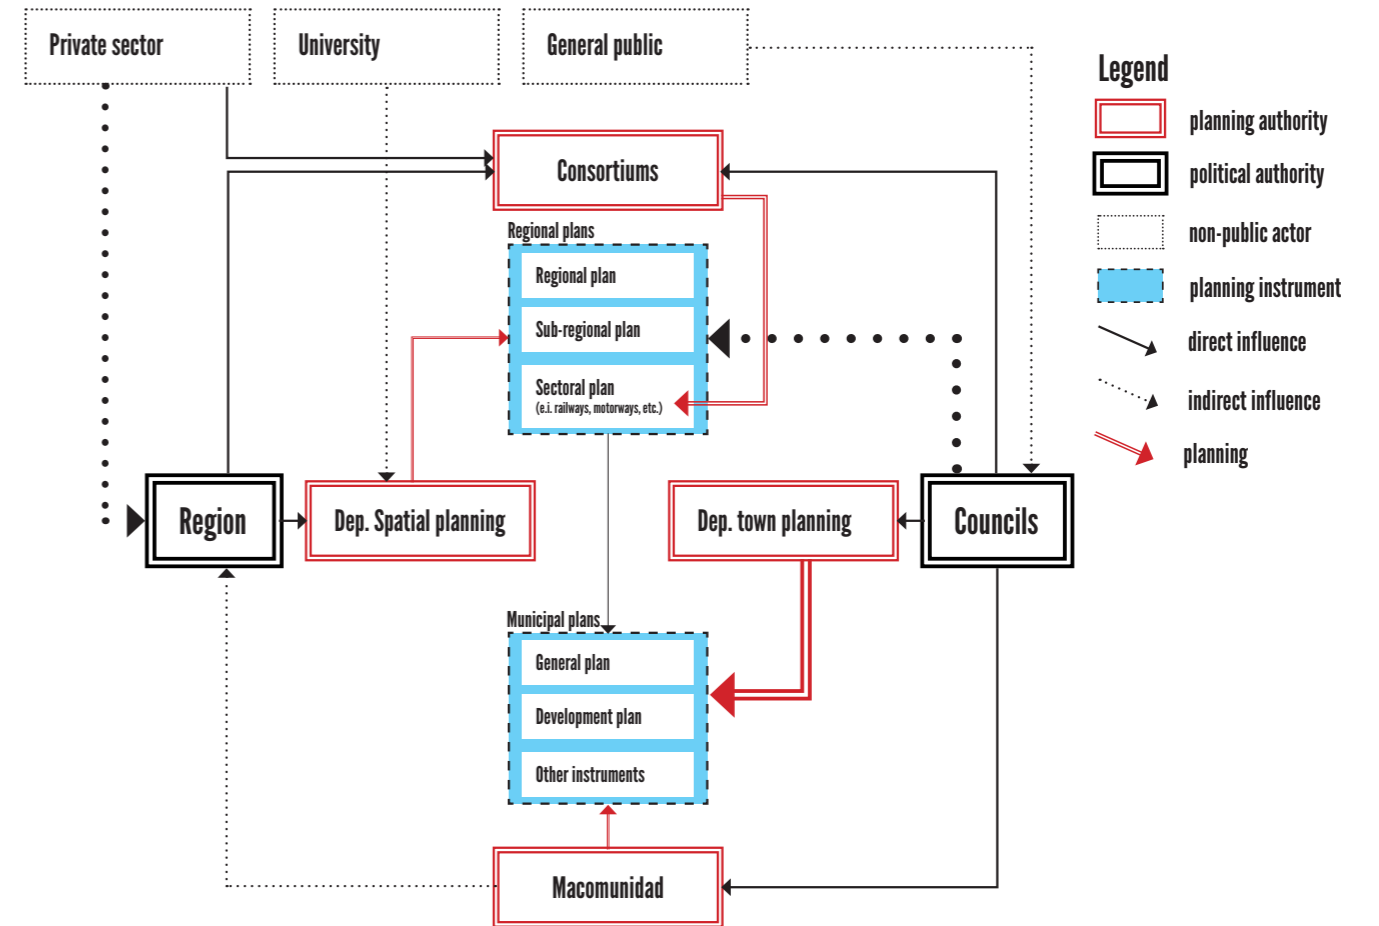 Private sector
University
General public
Legend
planning authority
Consortiums
political authority
Regional plans
non-public actor
Regional plan
planning instrument
Sub-regional plan
direct influence
Sectoral plan
(e.i. railways, motorways, etc.)
indirect influence
planning
Region
Dep. Spatial planning
Dep. town planning
Councils
Municipal plans
General plan
Development plan
Other instruments
Macomunidad